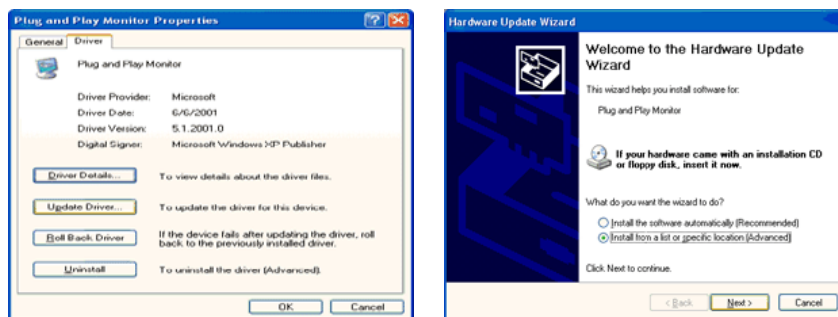 Plug and Play Monitor Properties
General Driver
Plug and Play Monitor
Driver Provider: Microsoft
Driver Date: 6/6/2001
Driver Version: 5.1.2001.0
Digital Signer: Microsoft Windows XP Publisher
Driver Details... To view details about the driver files.
Update Driver... To update the driver for this device.
Roll Back Driver If the device fails after updating the driver, roll
back to the previously installed driver.
Uninstall To uninstall the driver (Advanced).
OK Cancel
Hardware Update Wizard
Welcome to the Hardware Update
Wizard
This wizard helps you install software for:
Plug and Play Monitor
If your hardware came with an installation CD
or floppy disk, insert it now.
What do you want the wizard to do?
Install the software automatically (Recommended)
Install from a list or specific location (Advanced)
Click Next to continue.
< Back Next > Cancel